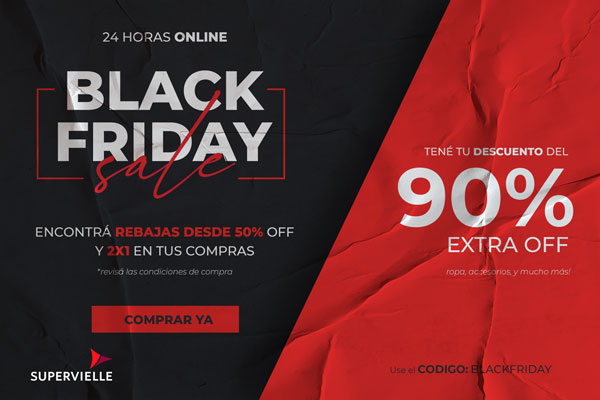 24 HORAS ONLINE
BLACK
FRIDAY
sale
ENCONTRÁ REBAJAS DESDE 50% OFF
Y 2X1 EN TUS COMPRAS
*revisá las condiciones de compra
COMPRAR YA
SUPERVIELLE
TENÉ TU DESCUENTO DEL
90%
EXTRA OFF
ropa, accesorios, y mucho más!
Use el CODIGO: BLACKFRIDAY